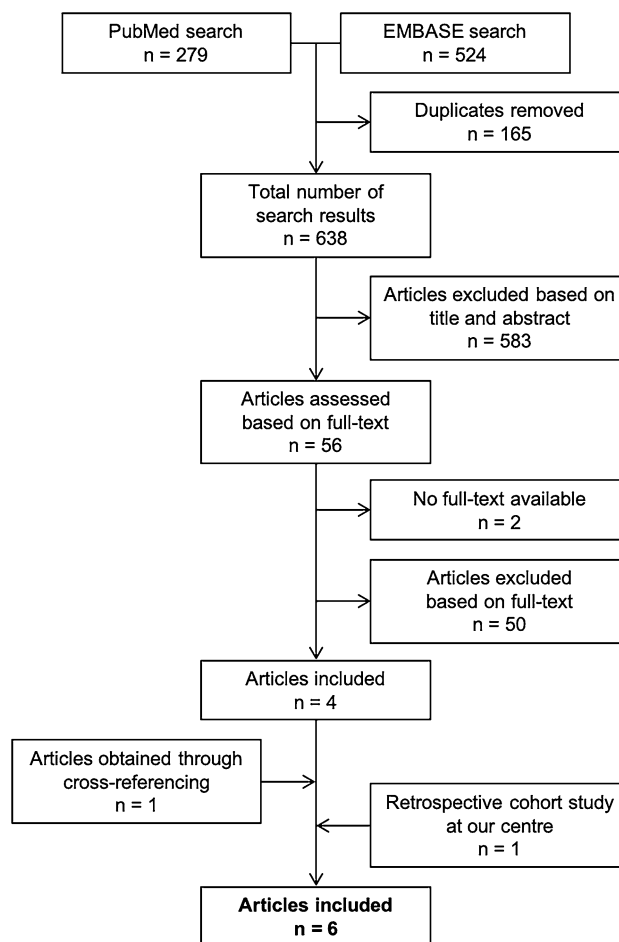 PubMed search
n = 279
EMBASE search
n = 524
Duplicates removed
n = 165
Total number of
search results
n = 638
Articles excluded based on
title and abstract
n = 583
Articles assessed
based on full-text
n = 56
No full-text available
n = 2
Articles excluded
based on full-text
n = 50
Articles included
n = 4
Articles obtained through
cross-referencing
n = 1
Retrospective cohort study
at our centre
n = 1
Articles included
n = 6